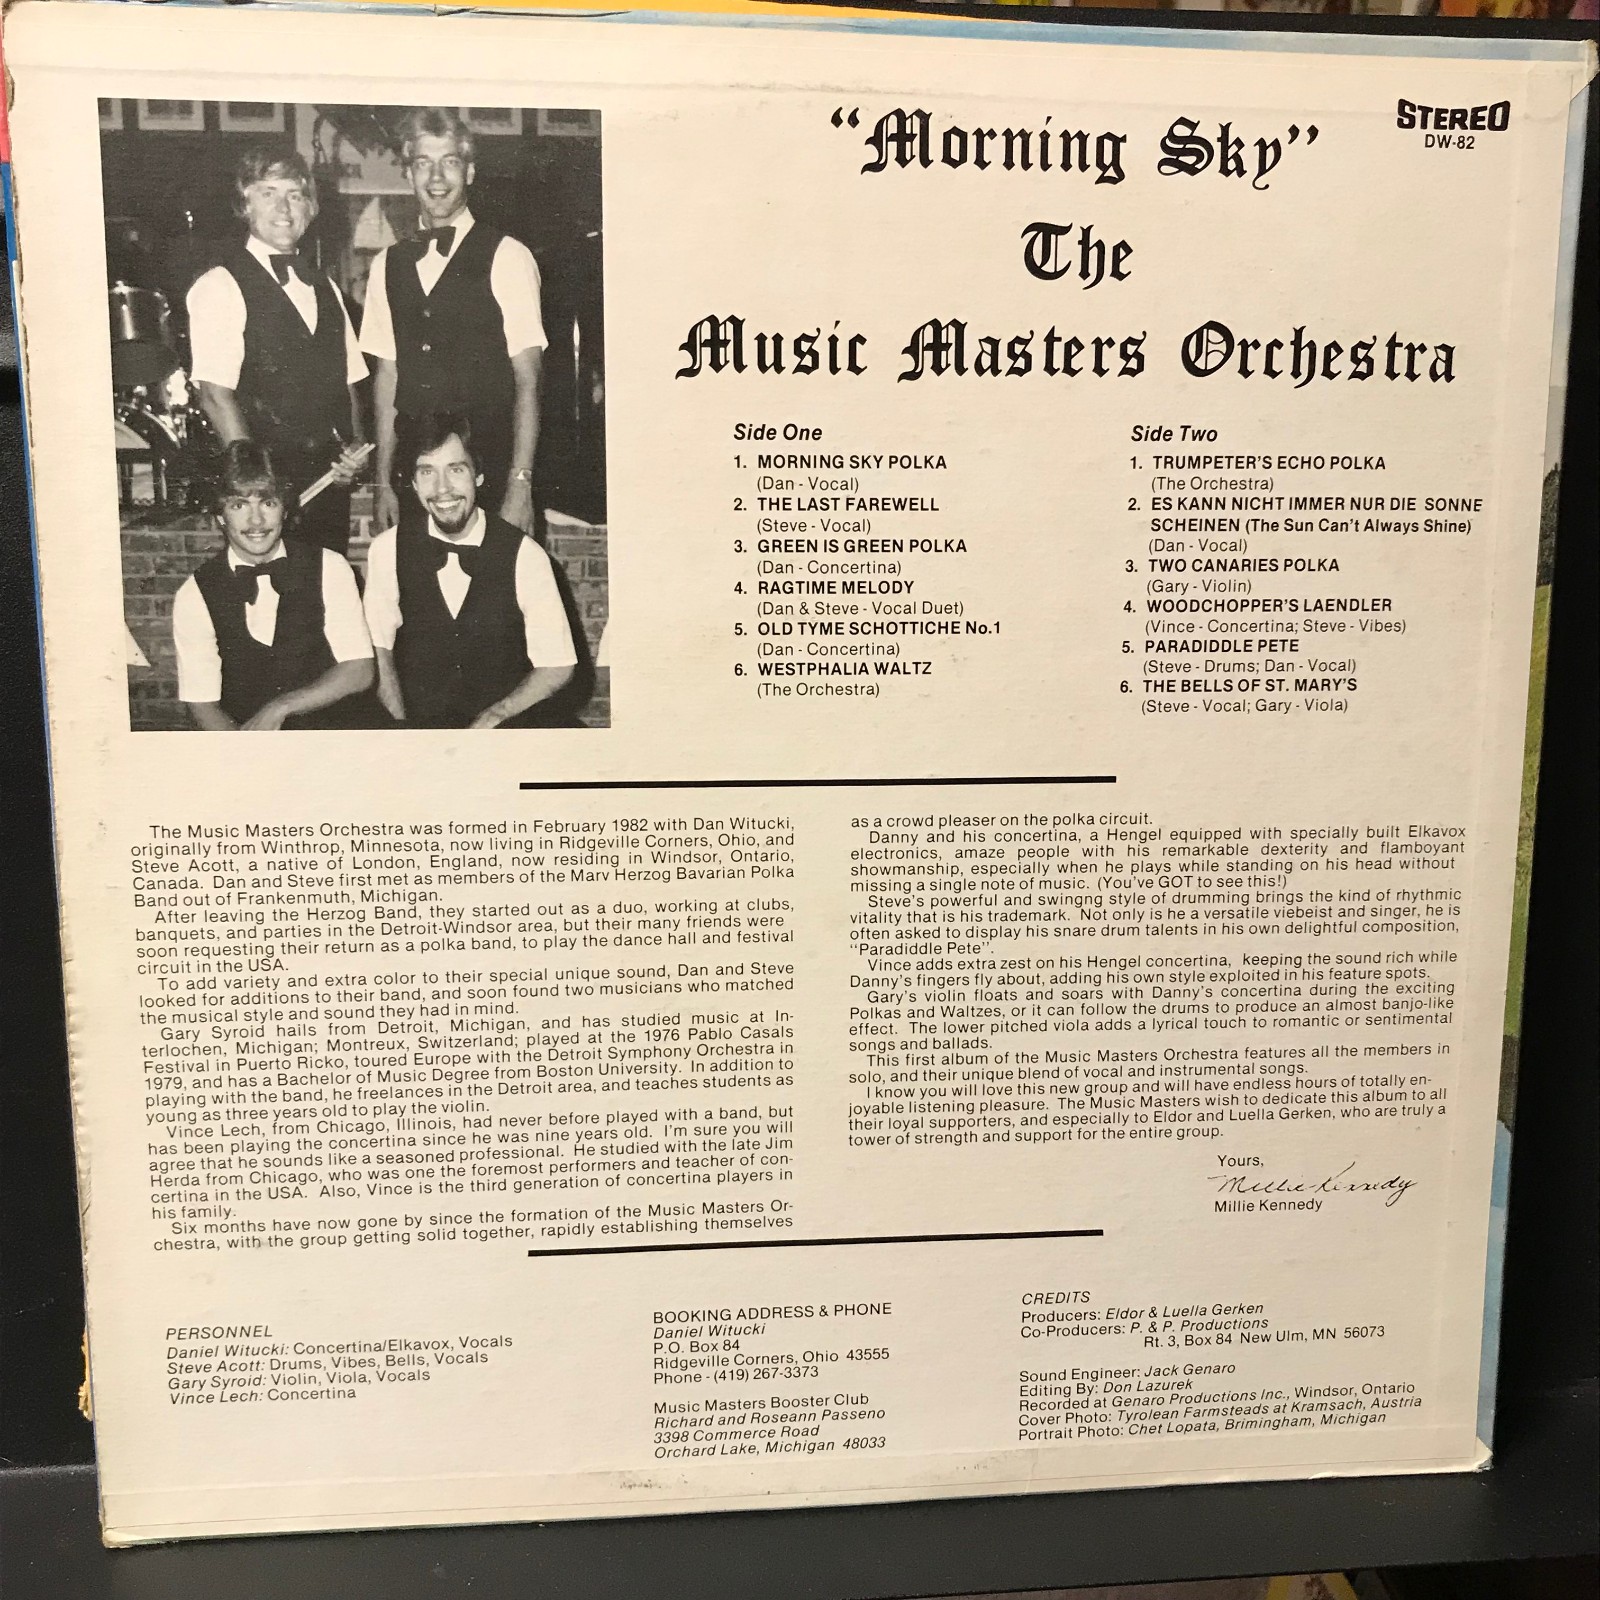 "Morning Sky"
STEREO
DW-82
The
Music Masters Orchestra
Side One
1. MORNING SKY POLKA
(Dan - Vocal)
2. THE LAST FAREWELL
(Steve - Vocal)
3. GREEN IS GREEN POLKA
(Dan - Concertina)
4. RAGTIME MELODY
(Dan & Steve - Vocal Duet)
5. OLD TYME SCHOTTICHE No.1
(Dan - Concertina)
6. WESTPHALIA WALTZ
(The Orchestra)
Side Two
1. TRUMPETER'S ECHO POLKA
(The Orchestra)
2. ES KANN NICHT IMMER NUR DIE SONNE
SCHEINEN (The Sun Can't Always Shine)
(Dan - Vocal)
3. TWO CANARIES POLKA
(Gary - Violin)
4. WOODCHOPPER'S LAENDLER
(Vince - Concertina; Steve - Vibes)
5. PARADIDDLE PETE
(Steve - Drums; Dan - Vocal)
6. THE BELLS OF ST. MARY'S
(Steve - Vocal; Gary - Viola)
The Music Masters Orchestra was formed in February 1982 with Dan Witucki,
originally from Winthrop, Minnesota, now living in Ridgeville Corners, Ohio, and
Steve Acott, a native of London, England, now residing in Windsor, Ontario,
Canada. Dan and Steve first met as members of the Marv Herzog Bavarian Polka
Band out of Frankenmuth, Michigan.
After leaving the Herzog Band, they started out as a duo, working at clubs,
banquets, and parties in the Detroit-Windsor area, but their many friends were
soon requesting their return as a polka band, to play the dance hall and festival
circuit in the USA.
To add variety and extra color to their special unique sound, Dan and Steve
looked for additions to their band, and soon found two musicians who matched
the musical style and sound they had in mind.
Gary Syroid hails from Detroit, Michigan, and has studied music at In-
terlochen, Michigan; Montreux, Switzerland; played at the 1976 Pablo Casals
Festival in Puerto Ricko, toured Europe with the Detroit Symphony Orchestra in
1979, and has a Bachelor of Music Degree from Boston University. In addition to
playing with the band, he freelances in the Detroit area, and teaches students as
young as three years old to play the violin.
Vince Lech, from Chicago, Illinois, had never before played with a band, but
has been playing the concertina since he was nine years old. I'm sure you will
agree that he sounds like a seasoned professional. He studied with the late Jim
Herda from Chicago, who was one the foremost performers and teacher of con-
certina in the USA. Also, Vince is the third generation of concertina players in
his family.
Six months have now gone by since the formation of the Music Masters Or-
chestra, with the group getting solid together, rapidly establishing themselves
as a crowd pleaser on the polka circuit.
Danny and his concertina, a Hengel equipped with specially built Elkavox
electronics, amaze people with his remarkable dexterity and flamboyant
showmanship, especially when he plays while standing on his head without
missing a single note of music. (You've GOT to see this!)
Steve's powerful and swingng style of drumming brings the kind of rhythmic
vitality that is his trademark. Not only is he a versatile viebeist and singer, he is
often asked to display his snare drum talents in his own delightful composition,
"Paradiddle Pete".
Vince adds extra zest on his Hengel concertina, keeping the sound rich while
Danny's fingers fly about, adding his own style exploited in his feature spots.
Gary's violin floats and soars with Danny's concertina during the exciting
Polkas and Waltzes, or it can follow the drums to produce an almost banjo-like
effect. The lower pitched viola adds a lyrical touch to romantic or sentimental
songs and ballads.
This first album of the Music Masters Orchestra features all the members in
solo, and their unique blend of vocal and instrumental songs.
I know you will love this new group and will have endless hours of totally en-
joyable listening pleasure. The Music Masters wish to dedicate this album to all
their loyal supporters, and especially to Eldor and Luella Gerken, who are truly a
tower of strength and support for the entire group.
Yours,
Millie Kennedy
Millie Kennedy
PERSONNEL
Daniel Witucki: Concertina/Elkavox, Vocals
Steve Acott: Drums, Vibes, Bells, Vocals
Gary Syroid: Violin, Viola, Vocals
Vince Lech: Concertina
BOOKING ADDRESS & PHONE
Daniel Witucki
P.O. Box 84
Ridgeville Corners, Ohio 43555
Phone - (419) 267-3373
Music Masters Booster Club
Richard and Roseann Passeno
3398 Commerce Road
Orchard Lake, Michigan 48033
CREDITS
Producers: Eldor & Luella Gerken
Co-Producers: P. & P. Productions
Rt. 3, Box 84 New Ulm, MN 56073
Sound Engineer: Jack Genaro
Editing By: Don Lazurek
Recorded at Genaro Productions Inc., Windsor, Ontario
Cover Photo: Tyrolean Farmsteads at Kramsach, Austria
Portrait Photo: Chet Lopata, Brimingham, Michigan